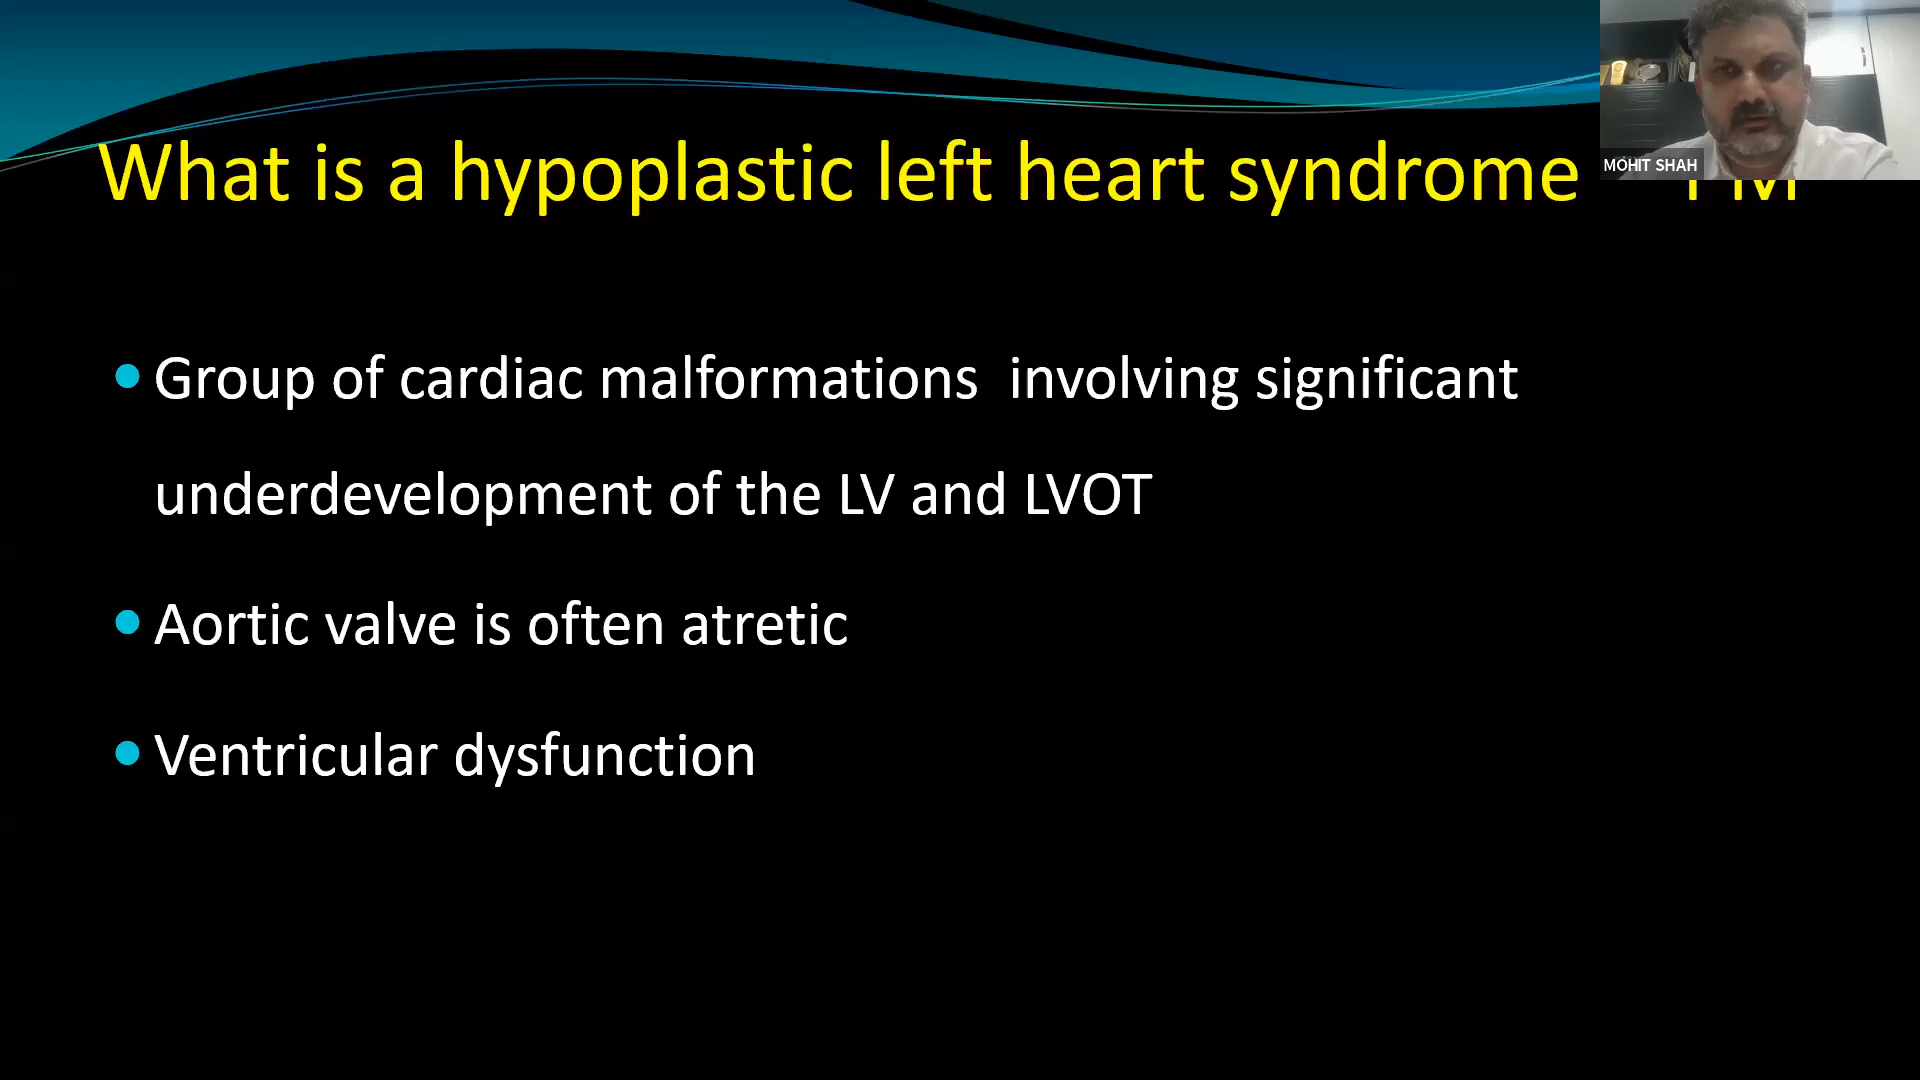 What is a hypoplastic left heart syndrome
MOHIT SHAH
Group of cardiac malformations involving significant
underdevelopment of the LV and LVOT
Aortic valve is often atretic
Ventricular dysfunction